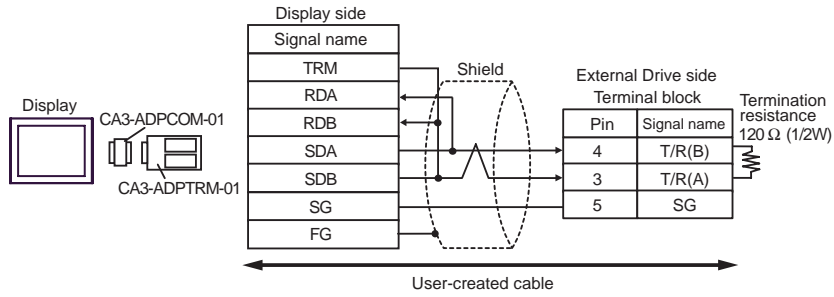 Display side
Signal name
TRM
RDA
RDB
SDA
SDB
SG
FG
Shield
External Drive side
Terminal block
Pin Signal name
4 T/R(B)
3 T/R(A)
5 SG
Termination
resistance
120 Ω (1/2W)
Display
CA3-ADPCOM-01
CA3-ADPTRM-01
User-created cable